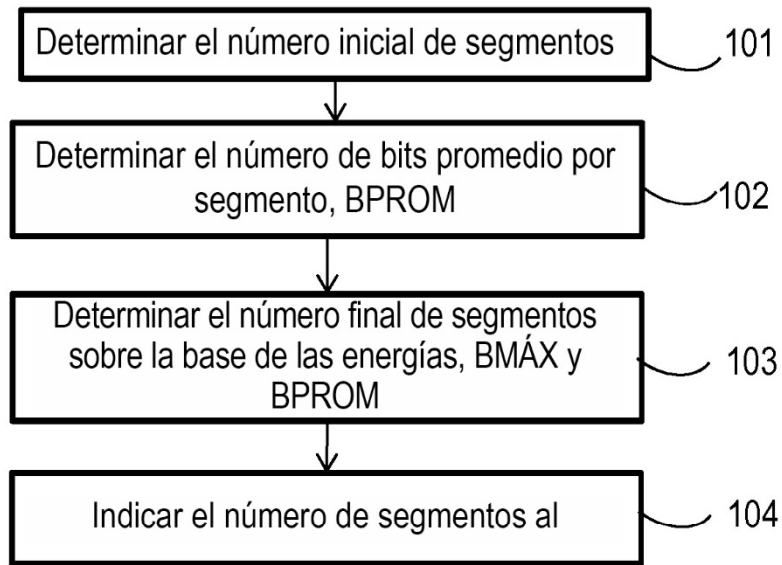 Determinar el número inicial de segmentos
101
Determinar el número de bits promedio por
segmento, BPROM
102
Determinar el número final de segmentos
sobre la base de las energías, BMÁX y
BPROM
103
Indicar el número de segmentos al
104